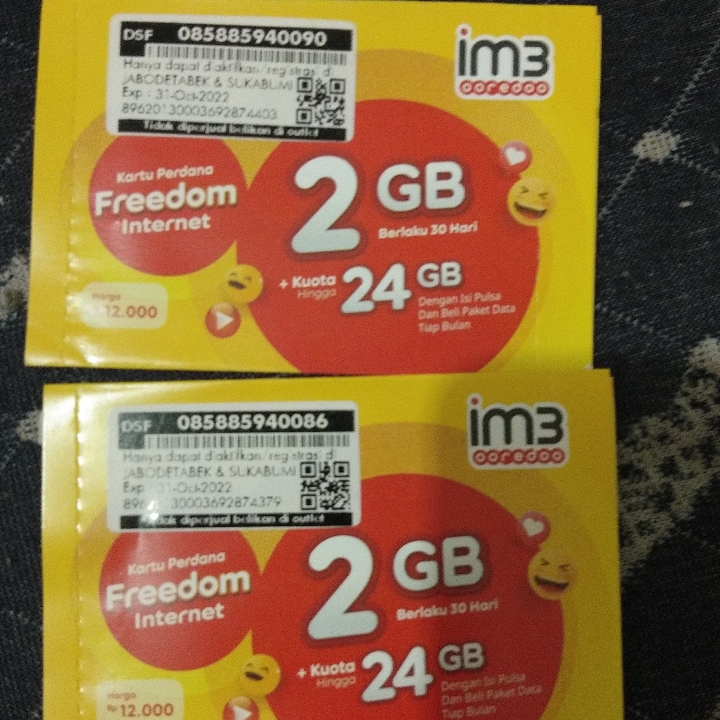 DSF 085885940090
Hanya dapat diaktifkan/registrasi di
JABODETABEK & SUKABUMI
Exp : 31-Oct-2022
89620130003692874403
Tidak diperjual belikan di outlet
im3
ooredoo
Kartu Perdana
Freedom
Internet
2 GB
Berlaku 30 Hari
+ Kuota
Hingga
24 GB
Dengan Isi Pulsa
Dan Beli Paket Data
Tiap Bulan
Harga
12.000
DSF 085885940086
Hanya dapat diaktifkan/registrasi di
JABODETABEK & SUKABUMI
Exp 31-Oct-2022
30003692874379
Tidak diperjual belikan di outlet
im3
ooredoo
Kartu Perdana
Freedom
Internet
2 GB
Berlaku 30 Hari
+ Kuota
Hingga
24 GB
Dengan Isi Pulsa
Dan Beli Paket Data
Tiap Bulan
Harga
Rp 12.000